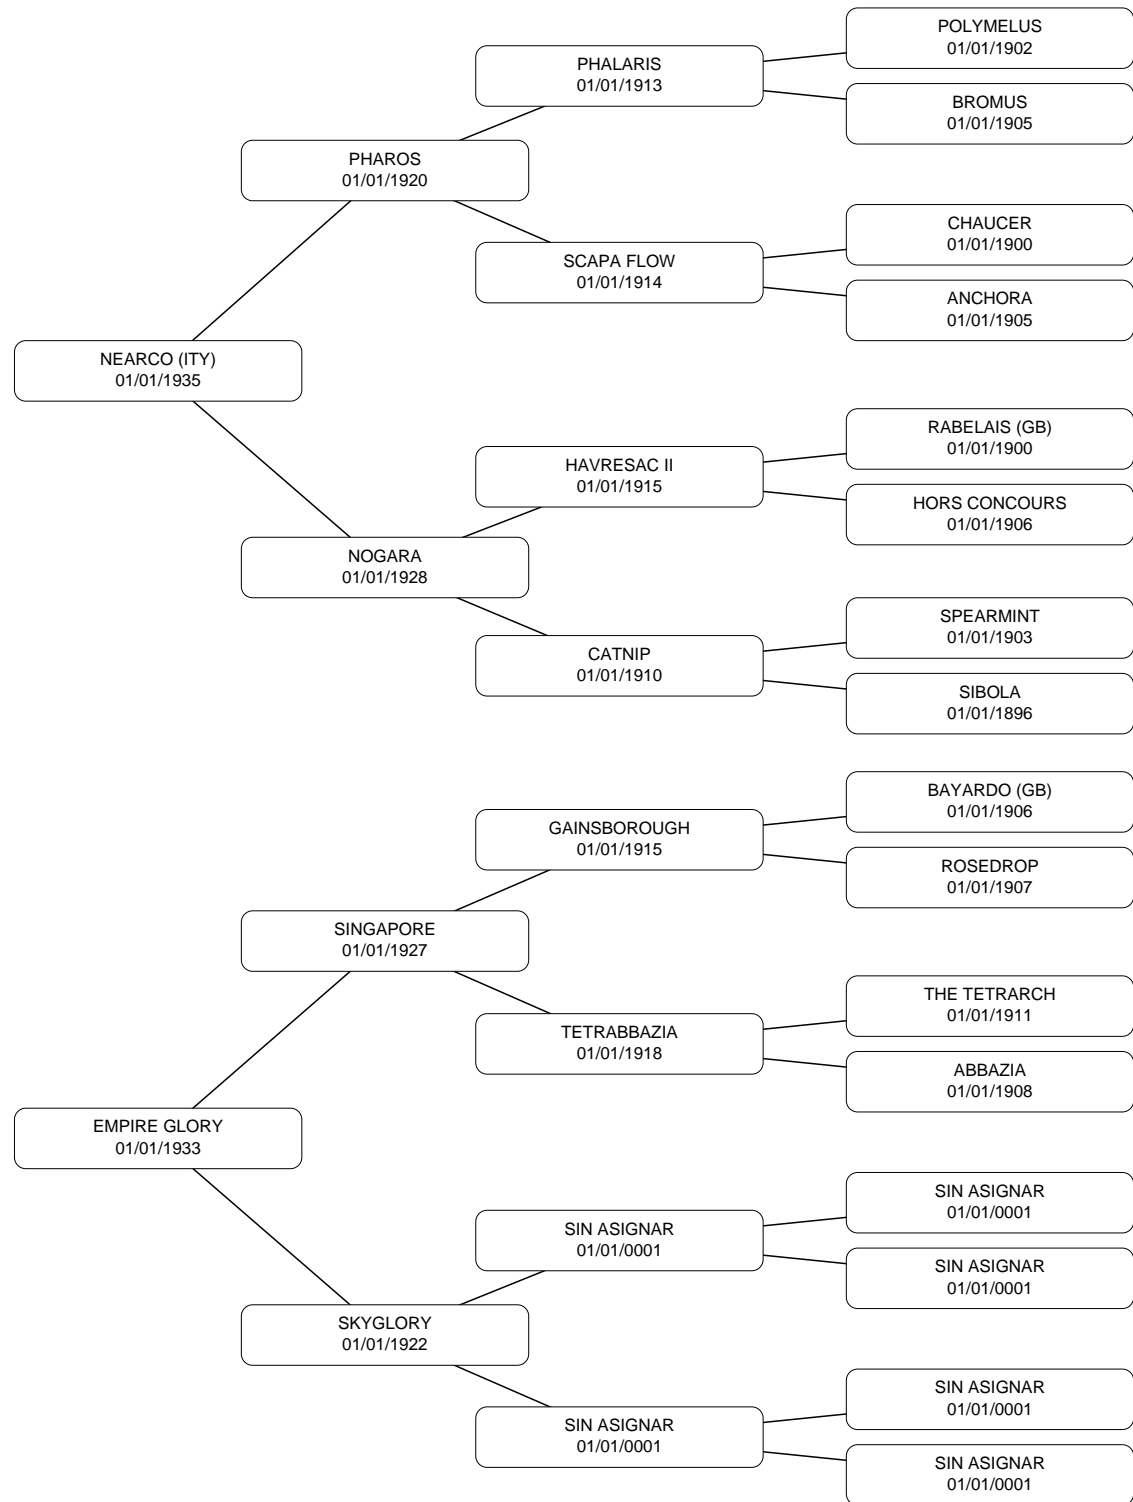 POLYMELUS
01/01/1902
PHALARIS
01/01/1913
BROMUS
01/01/1905
PHAROS
01/01/1920
CHAUCER
01/01/1900
SCAPA FLOW
01/01/1914
ANCHORA
01/01/1905
NEARCO (ITY)
01/01/1935
RABELAIS (GB)
01/01/1900
HAVRESAC II
01/01/1915
HORS CONCOURS
01/01/1906
NOGARA
01/01/1928
SPEARMINT
01/01/1903
CATNIP
01/01/1910
SIBOLA
01/01/1896
BAYARDO (GB)
01/01/1906
GAINSBOROUGH
01/01/1915
ROSEDROP
01/01/1907
SINGAPORE
01/01/1927
THE TETRARCH
01/01/1911
TETRABBAZIA
01/01/1918
ABBAZIA
01/01/1908
EMPIRE GLORY
01/01/1933
SIN ASIGNAR
01/01/0001
SIN ASIGNAR
01/01/0001
SIN ASIGNAR
01/01/0001
SKYGLORY
01/01/1922
SIN ASIGNAR
01/01/0001
SIN ASIGNAR
01/01/0001
SIN ASIGNAR
01/01/0001